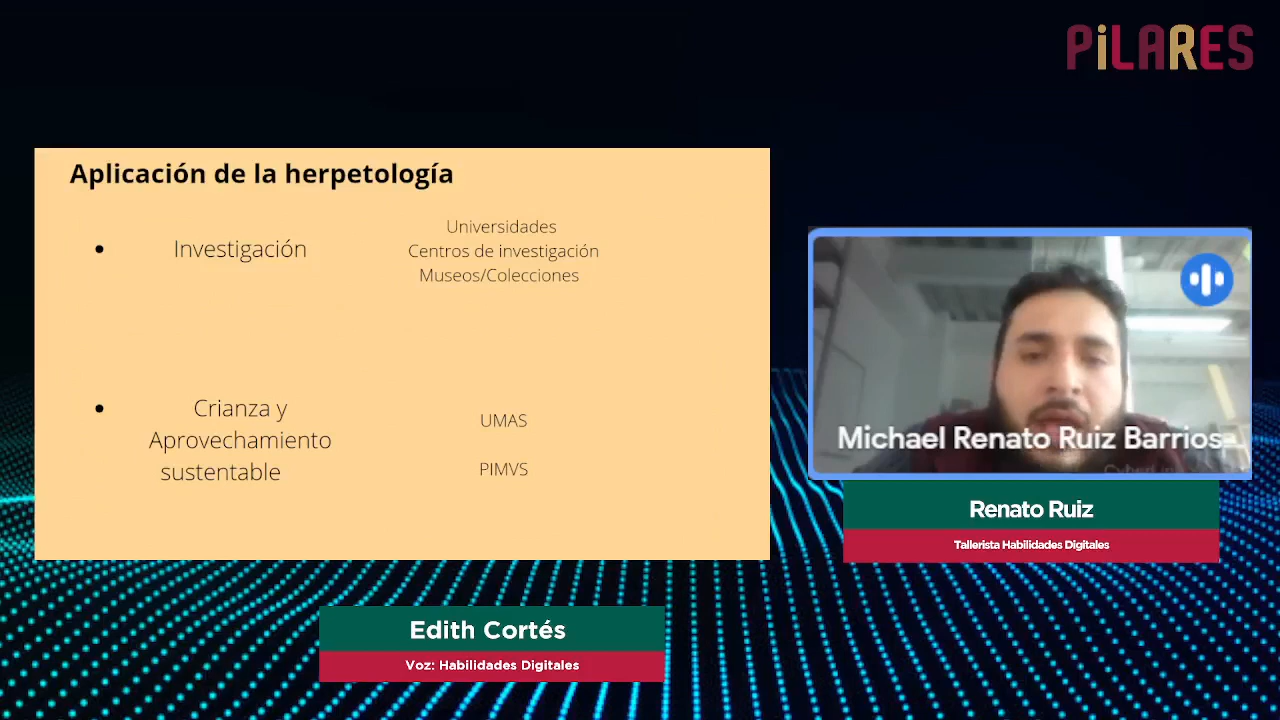 PiLARES
Aplicación de la herpetología
• Investigación
Universidades
Centros de investigación
Museos/Colecciones
• Crianza y
Aprovechamiento
sustentable
UMAS
PIMVS
Michael Renato Ruiz Barrios
Renato Ruiz
Tallerista Habilidades Digitales
Edith Cortés
Voz: Habilidades Digitales